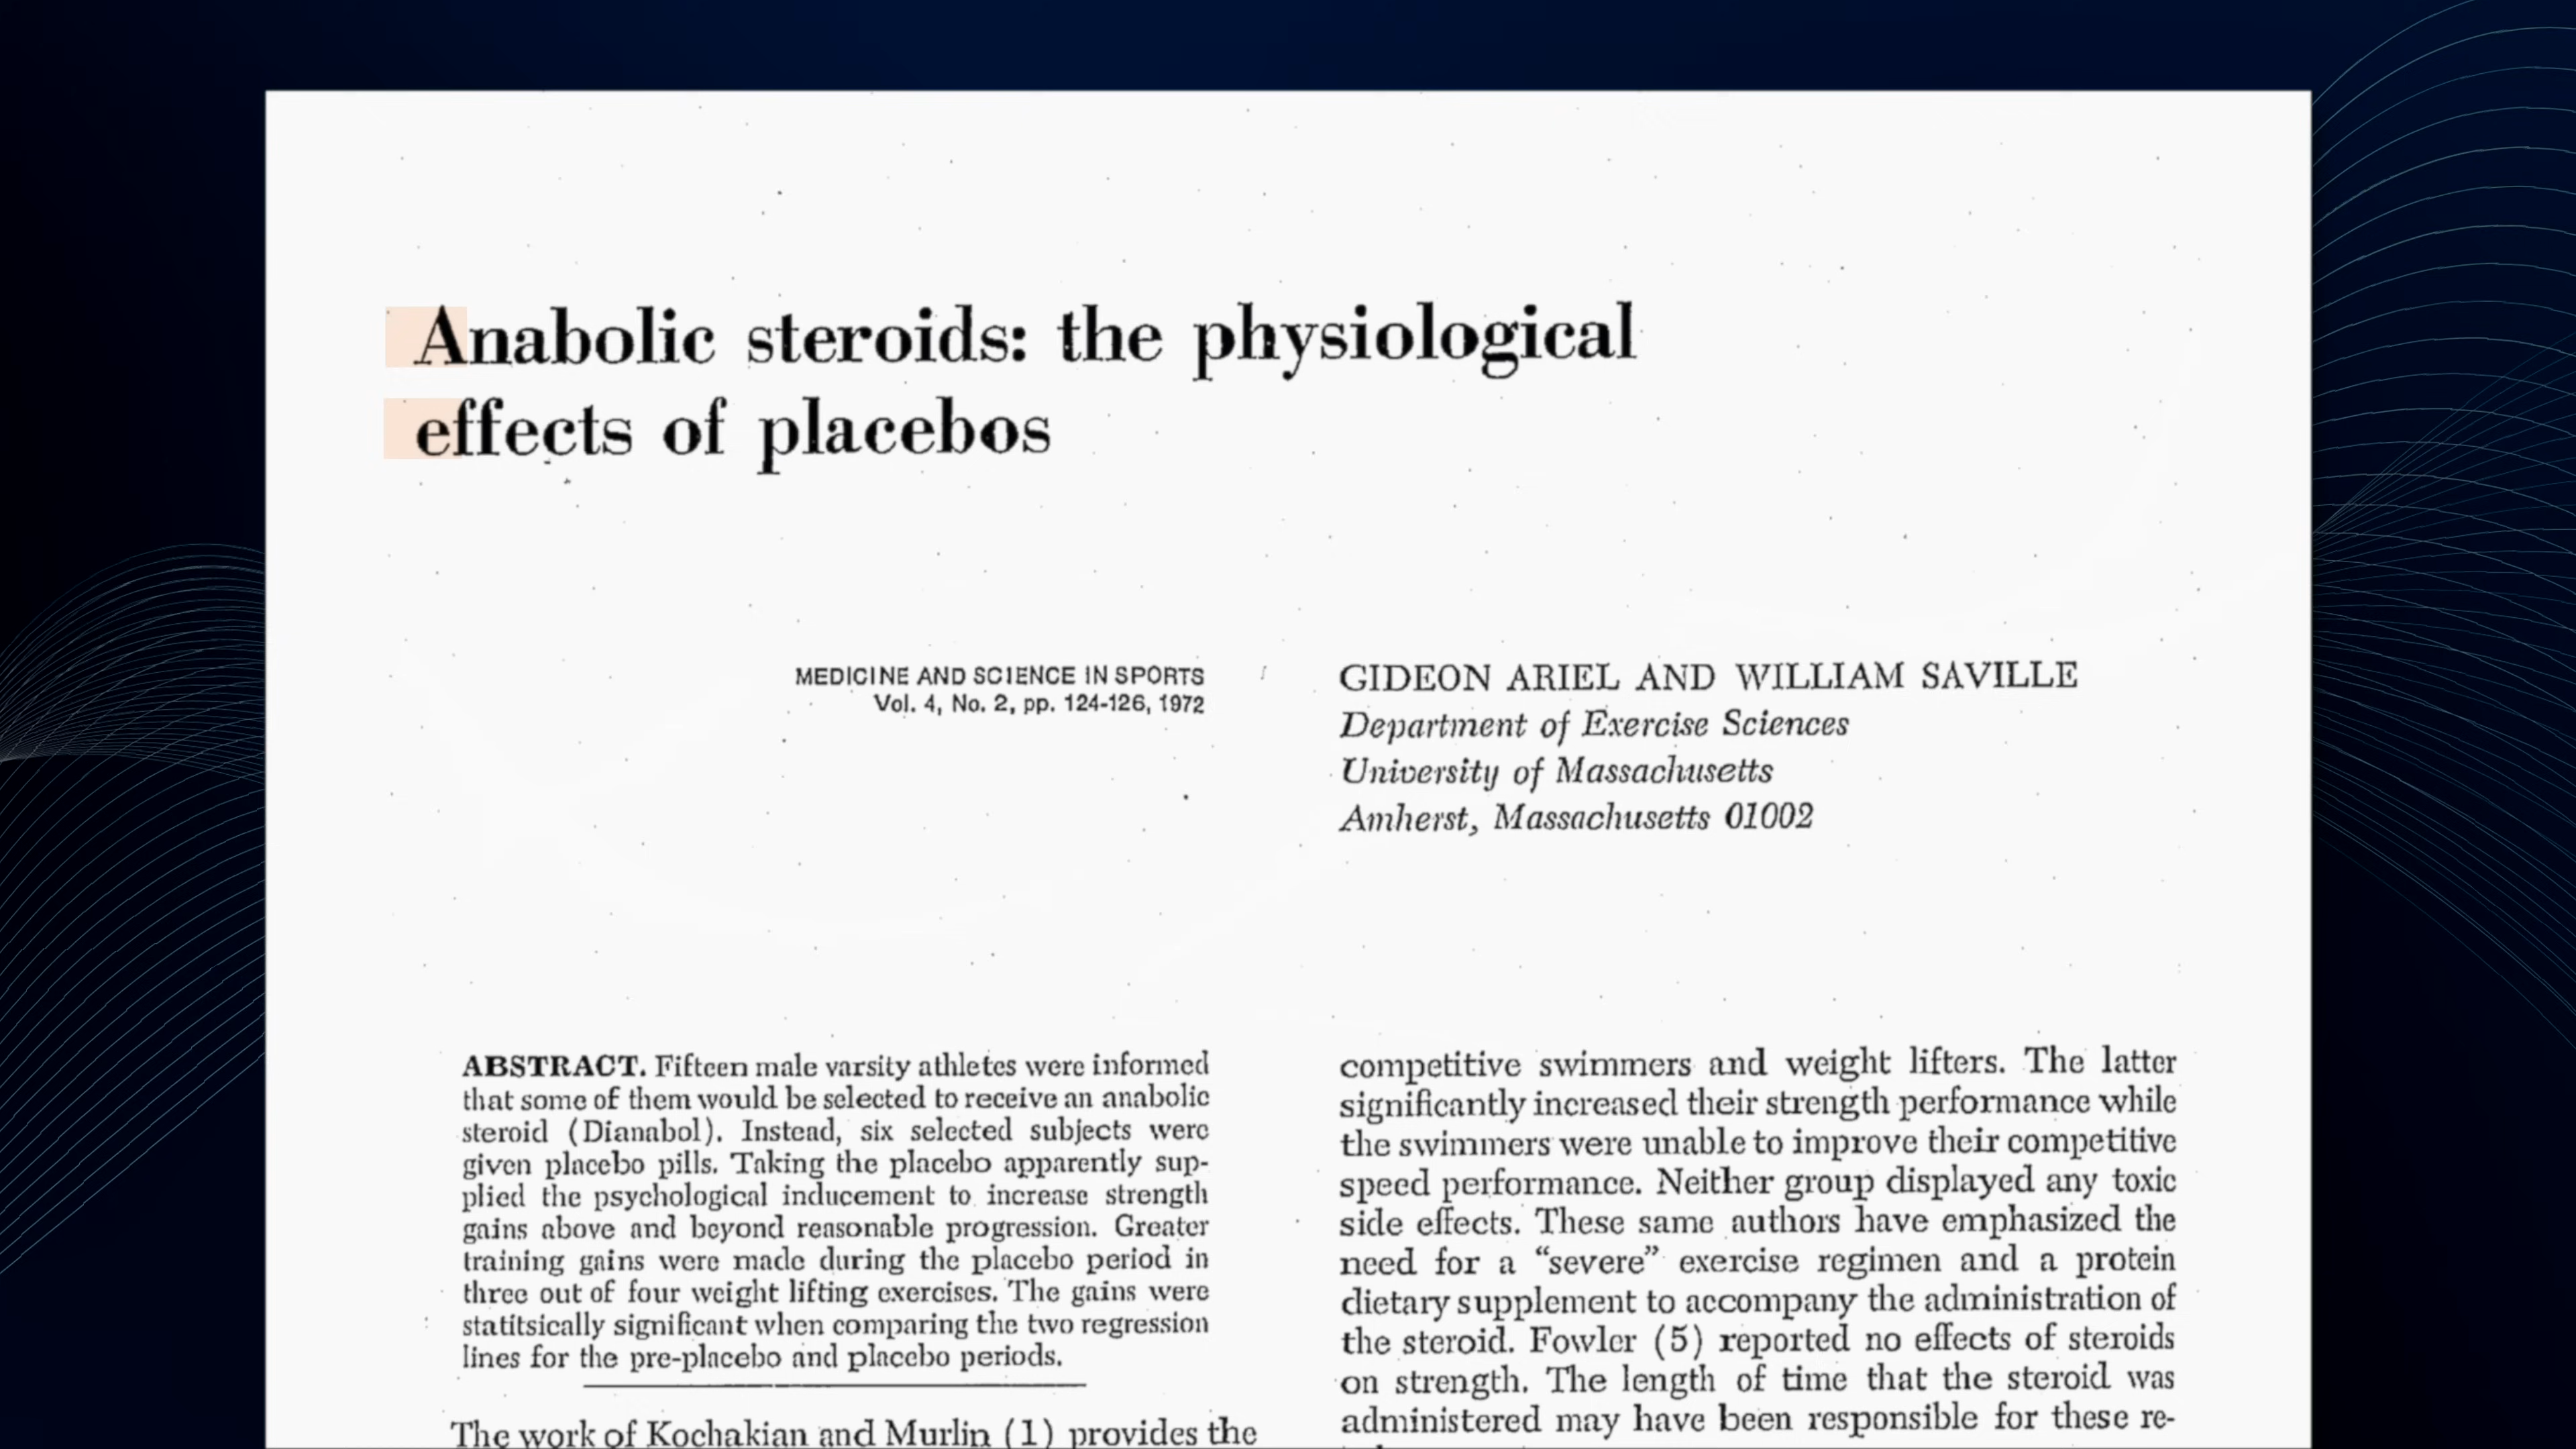 Anabolic steroids: the physiological
effects of placebos
MEDICINE AND SCIENCE IN SPORTS
Vol. 4, No. 2, pp. 124-126, 1972
GIDEON ARIEL AND WILLIAM SAVILLE
Department of Exercise Sciences
University of Massachusetts
Amherst, Massachusetts 01002
ABSTRACT. Fifteen male varsity athletes were informed
that some of them would be selected to receive an anabolic
steroid (Dianabol). Instead, six selected subjects were
given placebo pills. Taking the placebo apparently sup-
plied the psychological inducement to increase strength
gains above and beyond reasonable progression. Greater
training gains were made during the placebo period in
three out of four weight lifting exercises. The gains were
statitsically significant when comparing the two regression
lines for the pre-placebo and placebo periods.
The work of Kochakian and Murlin (1) provides the
competitive swimmers and weight lifters. The latter
significantly increased their strength performance while
the swimmers were unable to improve their competitive
speed performance. Neither group displayed any toxic
side effects. These same authors have emphasized the
need for a “severe” exercise regimen and a protein
dietary supplement to accompany the administration of
the steroid. Fowler (5) reported no effects of steroids
on strength. The length of time that the steroid was
administered may have been responsible for these re-